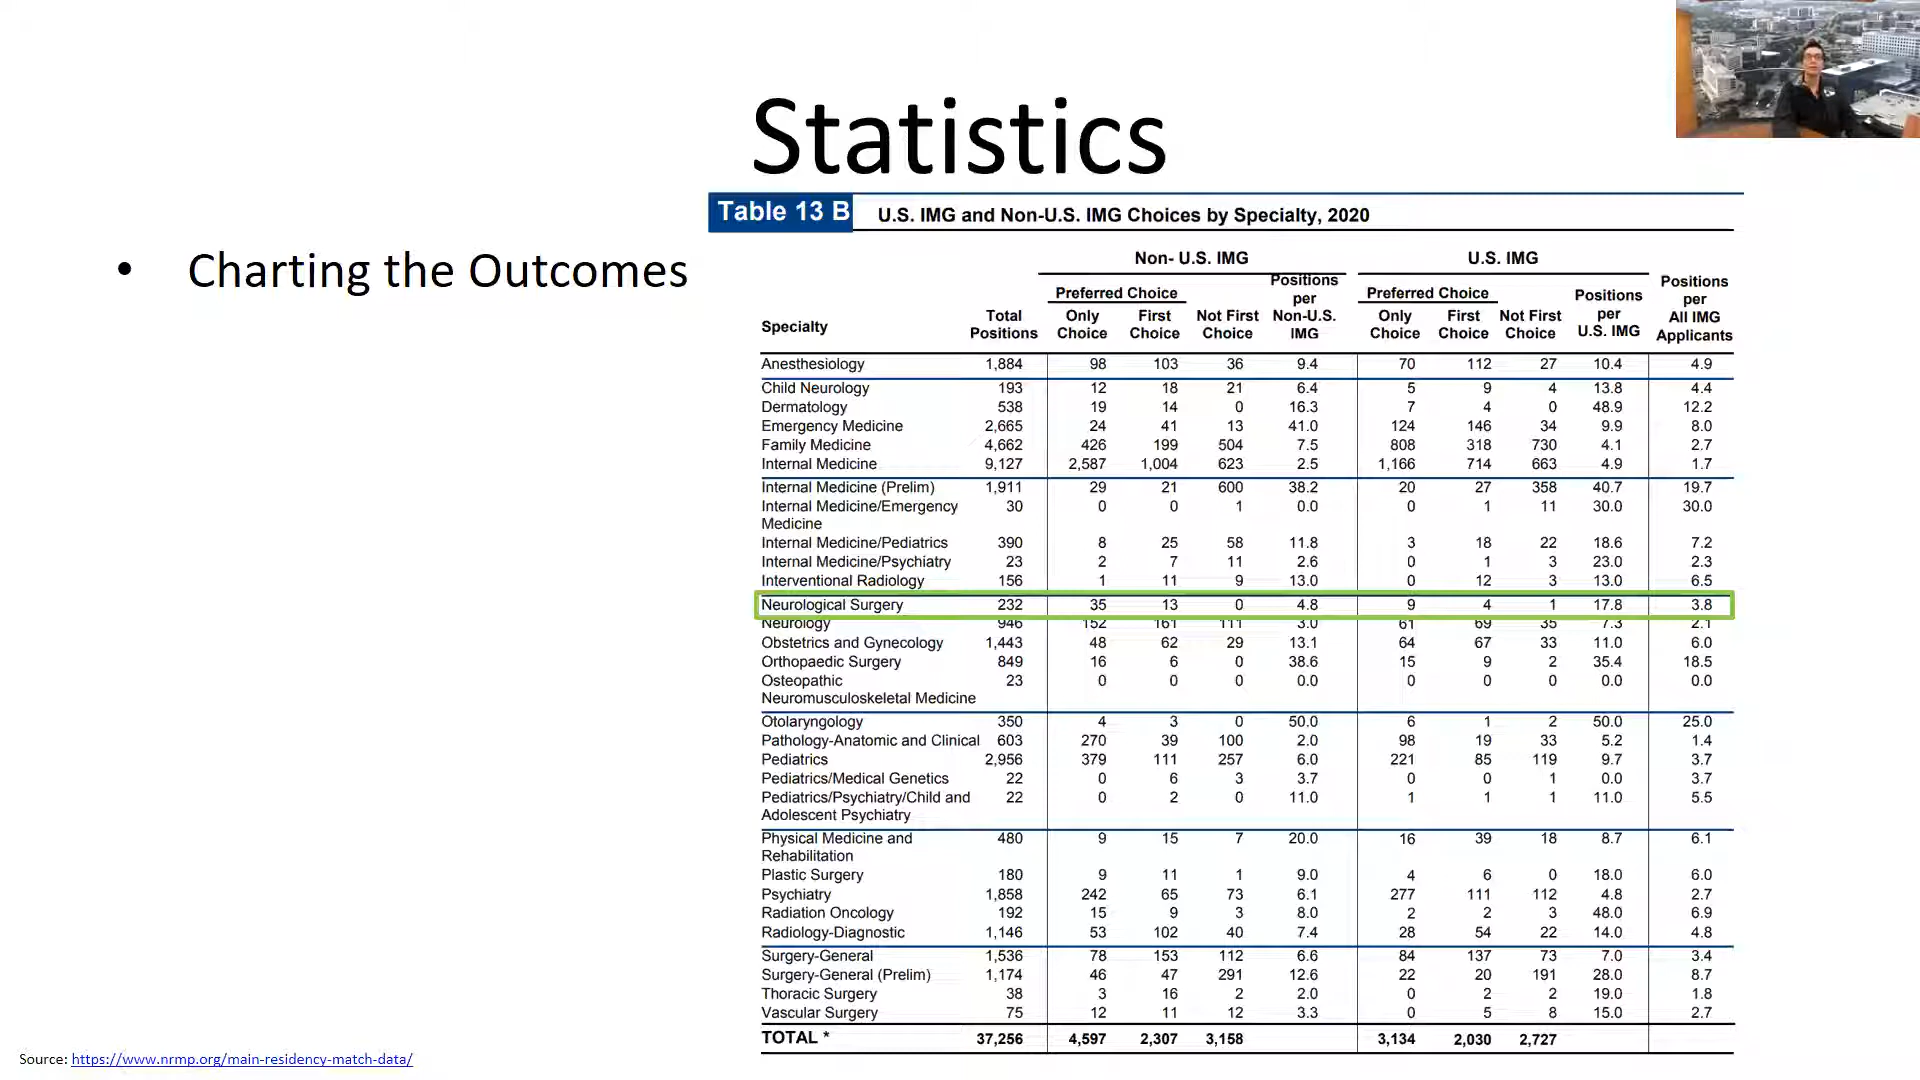 Statistics
• Charting the Outcomes
Table 13 B U.S. IMG and Non-U.S. IMG Choices by Specialty, 2020
Non- U.S. IMG U.S. IMG
Preferred Choice Positions per Non-U.S. IMG Preferred Choice Positions per U.S. IMG Positions per All IMG Applicants
Specialty Total Positions Only Choice First Choice Not First Choice Only Choice First Choice Not First Choice
Anesthesiology 1,884 98 103 36 9.4 70 112 27 10.4 4.9
Child Neurology 193 12 18 21 6.4 5 9 4 13.8 4.4
Dermatology 538 19 14 0 16.3 7 4 0 48.9 12.2
Emergency Medicine 2,665 24 41 13 41.0 124 146 34 9.9 8.0
Family Medicine 4,662 426 199 504 7.5 808 318 730 4.1 2.7
Internal Medicine 9,127 2,587 1,004 623 2.5 1,166 714 663 4.9 1.7
Internal Medicine (Prelim) 1,911 29 21 600 38.2 20 27 358 40.7 19.7
Internal Medicine/Emergency 30 0 0 1 0.0 0 1 11 30.0 30.0
Medicine
Internal Medicine/Pediatrics 390 8 25 58 11.8 3 18 22 18.6 7.2
Internal Medicine/Psychiatry 23 2 7 11 2.6 0 1 3 23.0 2.3
Interventional Radiology 156 1 11 9 13.0 0 12 3 13.0 6.5
Neurological Surgery 232 35 13 0 4.8 9 4 1 17.8 3.8
Neurology 946 152 161 111 3.0 61 69 35 7.3 2.1
Obstetrics and Gynecology 1,443 48 62 29 13.1 64 67 33 11.0 6.0
Orthopaedic Surgery 849 16 6 0 38.6 15 9 2 35.4 18.5
Osteopathic 23 0 0 0 0.0 0 0 0 0.0 0.0
Neuromusculoskeletal Medicine
Otolaryngology 350 4 3 0 50.0 6 1 2 50.0 25.0
Pathology-Anatomic and Clinical 603 270 39 100 2.0 98 19 33 5.2 1.4
Pediatrics 2,956 379 111 257 6.0 221 85 119 9.7 3.7
Pediatrics/Medical Genetics 22 0 6 3 3.7 0 0 1 0.0 3.7
Pediatrics/Psychiatry/Child and 22 0 2 0 11.0 1 1 1 11.0 5.5
Adolescent Psychiatry
Physical Medicine and 480 9 15 7 20.0 16 39 18 8.7 6.1
Rehabilitation
Plastic Surgery 180 9 11 1 9.0 4 6 0 18.0 6.0
Psychiatry 1,858 242 65 73 6.1 277 111 112 4.8 2.7
Radiation Oncology 192 15 9 3 8.0 2 2 3 48.0 6.9
Radiology-Diagnostic 1,146 53 102 40 7.4 28 54 22 14.0 4.8
Surgery-General 1,536 78 153 112 6.6 84 137 73 7.0 3.4
Surgery-General (Prelim) 1,174 46 47 291 12.6 22 20 191 28.0 8.7
Thoracic Surgery 38 3 16 2 2.0 0 2 2 19.0 1.8
Vascular Surgery 75 12 11 12 3.3 0 5 8 15.0 2.7
TOTAL * 37,256 4,597 2,307 3,158 3,134 2,030 2,727
Source: https://www.nrmp.org/main-residency-match-data/